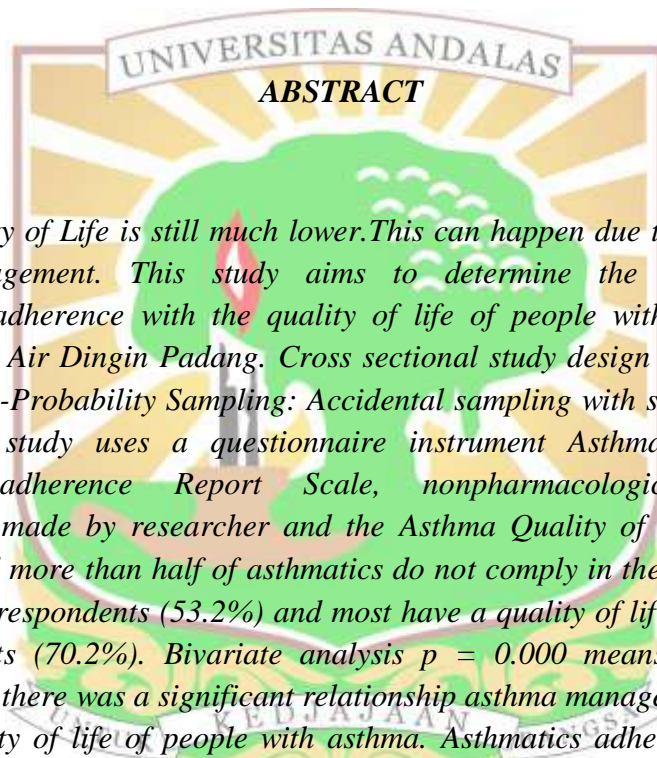 UNIVERSITAS ANDALAS
ABSTRACT
y of Life is still much lower.This can happen due t
agement. This study aims to determine the
adherence with the quality of life of people with
Air Dingin Padang. Cross sectional study design
-Probability Sampling: Accidental sampling with s
study uses a questionnaire instrument Asthma
adherence Report Scale, nonpharmacologic
made by researcher and the Asthma Quality of
more than half of asthmatics do not comply in the
respondents (53.2%) and most have a quality of lif
ts (70.2%). Bivariate analysis p = 0.000 means
there was a significant relationship asthma manage
KEDJAJAAN
ty of life of people with asthma. Asthmatics adhe